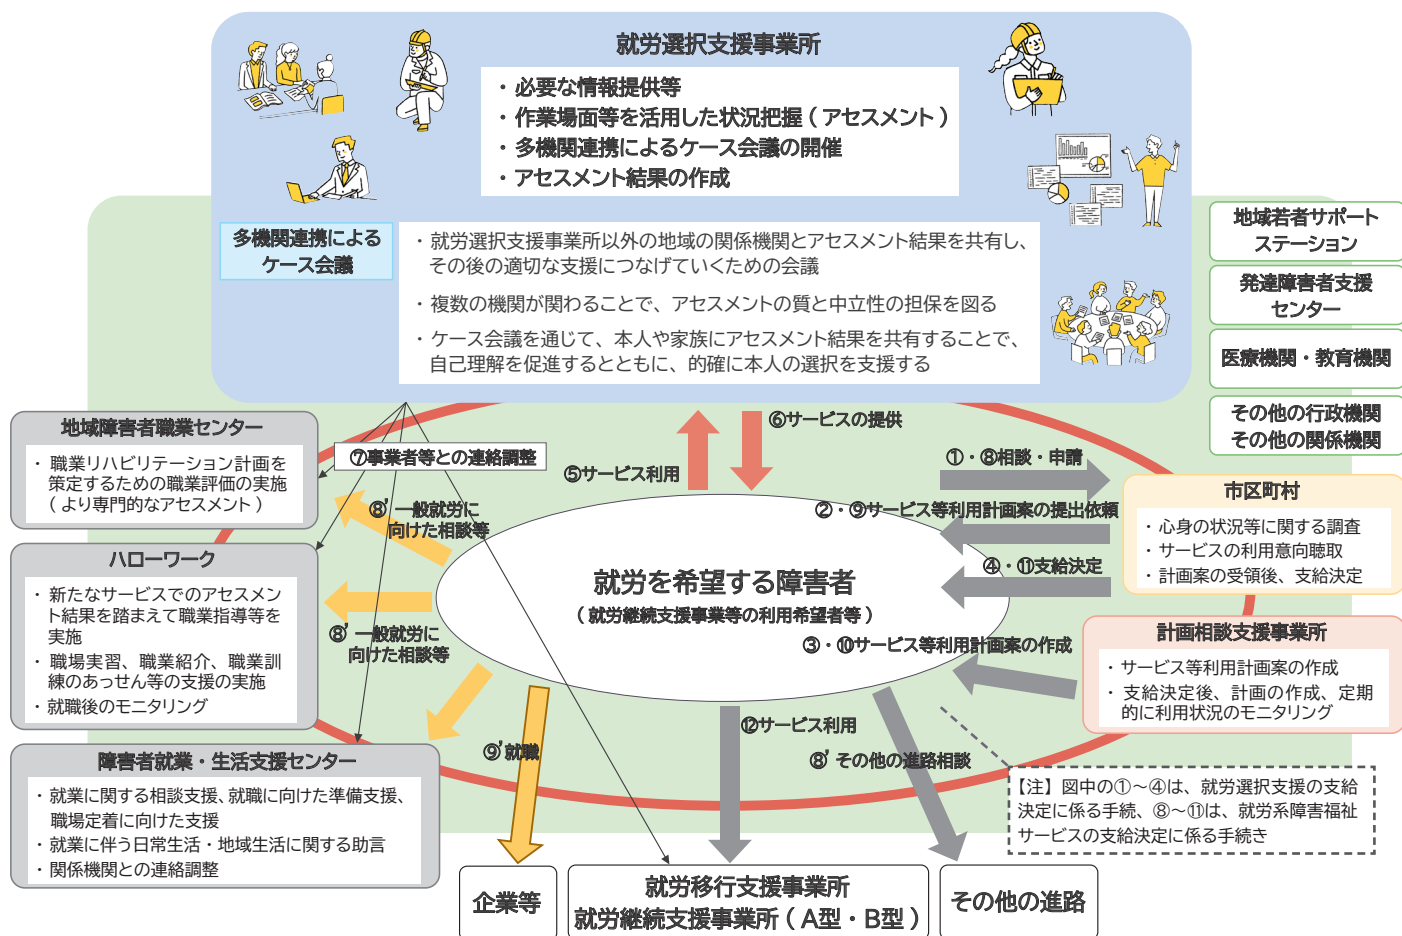 就労選択支援事業所
・必要な情報提供等
・作業場面等を活用した状況把握（アセスメント）
・多機関連携によるケース会議の開催
・アセスメント結果の作成
多機関連携による
ケース会議
・就労選択支援事業所以外の地域の関係機関とアセスメント結果を共有し、
その後の適切な支援につなげていくための会議
・複数の機関が関わることで、アセスメントの質と中立性の担保を図る
・ケース会議を通じて、本人や家族にアセスメント結果を共有することで、
自己理解を促進するとともに、的確に本人の選択を支援する
地域若者サポート
ステーション
発達障害者支援
センター
医療機関・教育機関
その他の行政機関
その他の関係機関
地域障害者職業センター
・職業リハビリテーション計画を
策定するための職業評価の実施
（より専門的なアセスメント）
⑦事業者等との連絡調整
⑤サービス利用
⑥サービスの提供
①・⑧相談・申請
②・⑨サービス等利用計画案の提出依頼
④・⑪支給決定
③・⑩サービス等利用計画案の作成
市区町村
・心身の状況等に関する調査
・サービスの利用意向聴取
・計画案の受領後、支給決定
⑧’一般就労に
向けた相談等
ハローワーク
・新たなサービスでのアセスメン
ト結果を踏まえて職業指導等を
実施
・職場実習、職業紹介、職業訓
練のあっせん等の支援の実施
・就職後のモニタリング
⑧’一般就労に
向けた相談等
就労を希望する障害者
（就労継続支援事業等の利用希望者等）
計画相談支援事業所
・サービス等利用計画案の作成
・支給決定後、計画の作成、定期
的に利用状況のモニタリング
障害者就業・生活支援センター
・就業に関する相談支援、就職に向けた準備支援、
職場定着に向けた支援
・就業に伴う日常生活・地域生活に関する助言
・関係機関との連絡調整
⑨’就職
⑫サービス利用
⑧’その他の進路相談
【注】図中の①～④は、就労選択支援の支給
決定に係る手続、⑧～⑪は、就労系障害福祉
サービスの支給決定に係る手続き
企業等
就労移行支援事業所
就労継続支援事業所（A型・B型）
その他の進路